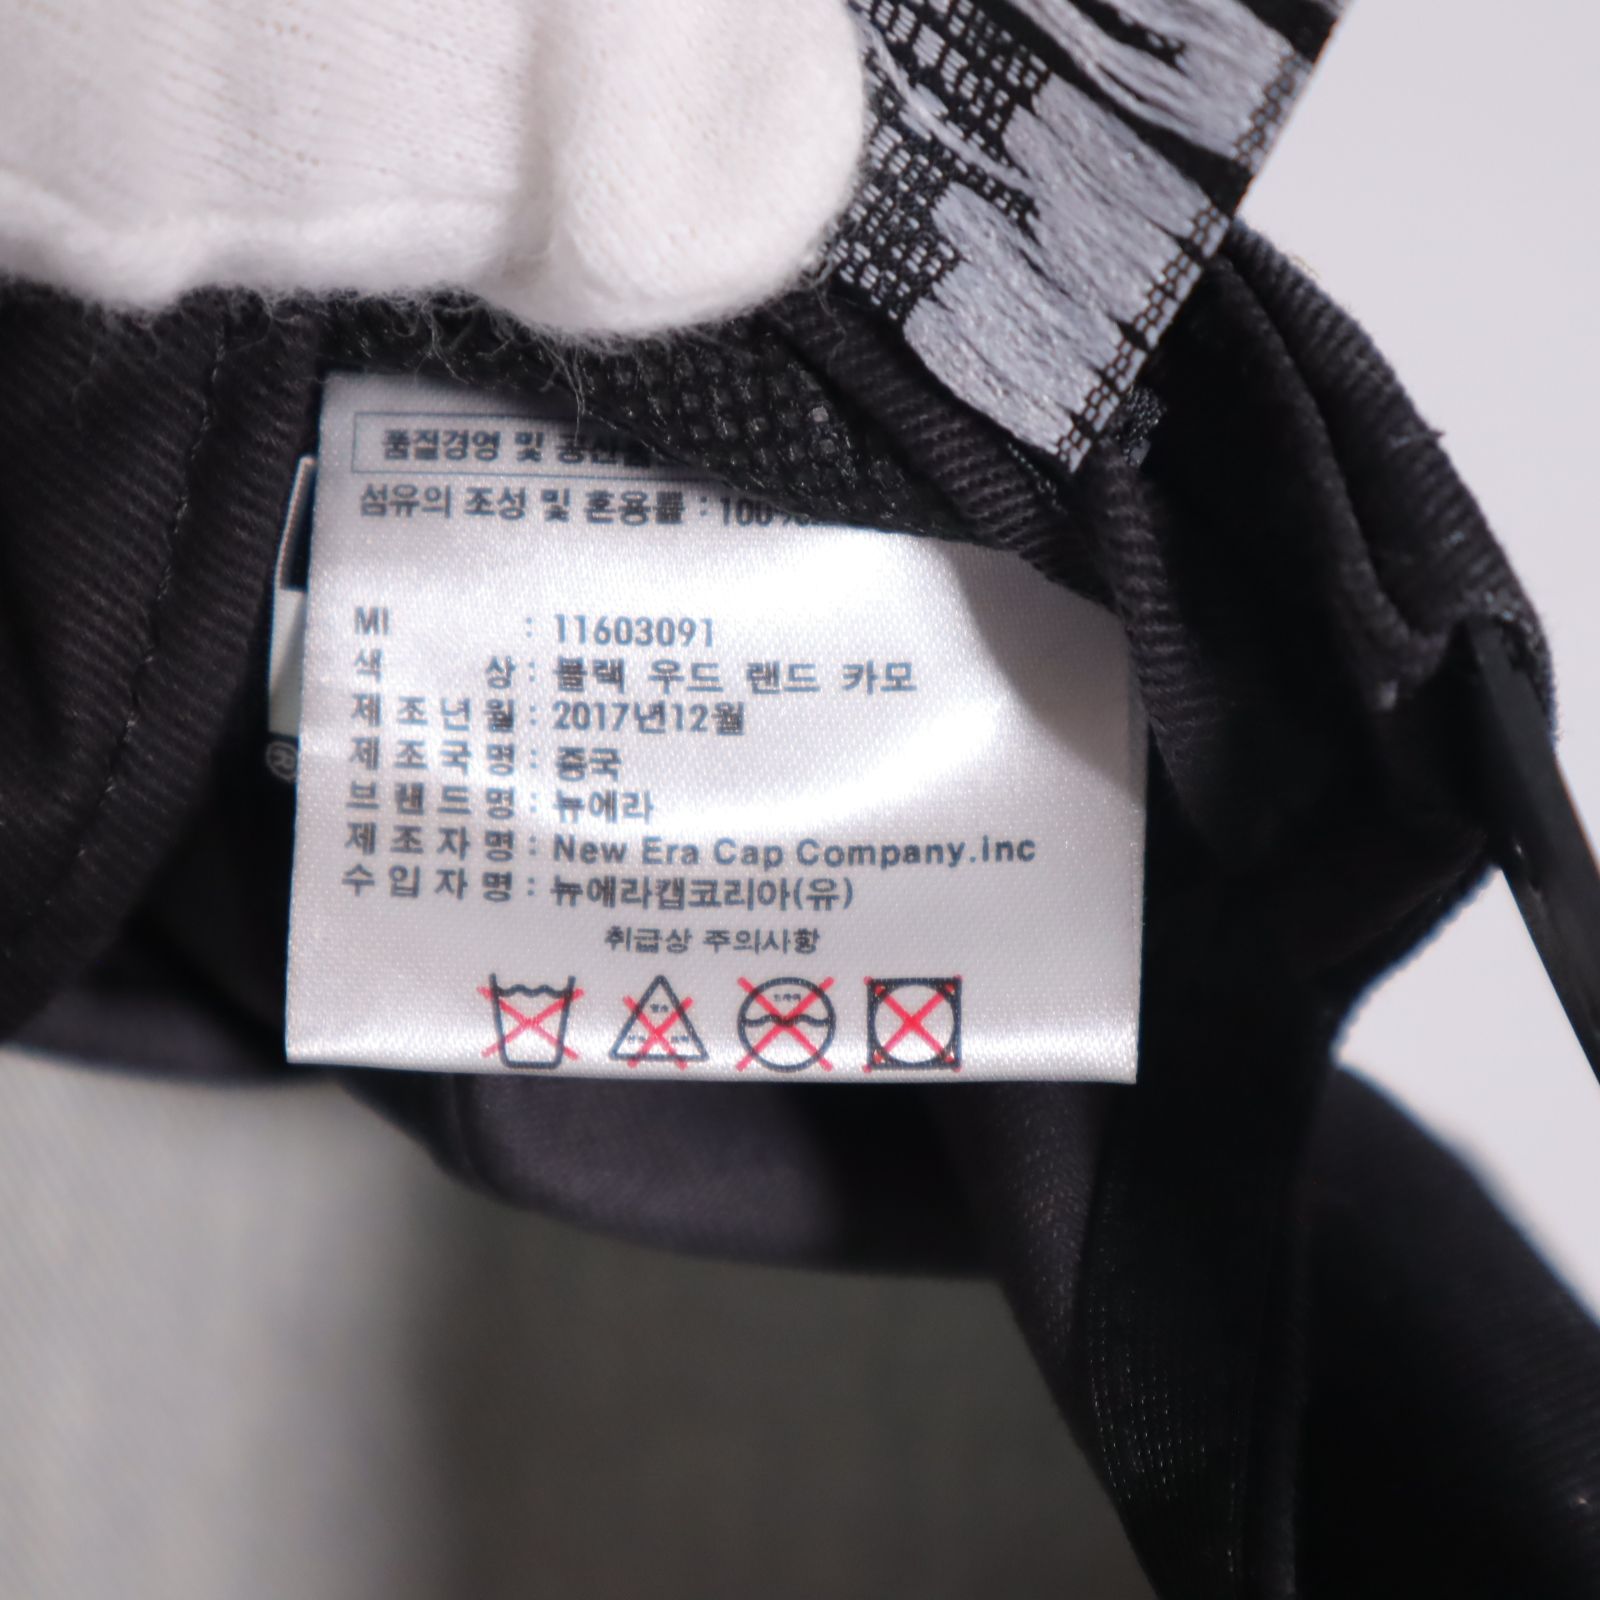 품질경영 및
섬유의 조성 및 혼용률 : 100%
MI : 11603091
색 상 : 블랙 우드 랜드 카모
제 조 년 월 : 2017년12월
제 조 국 명 : 중국
브 랜 드 명 : 뉴에라
제 조 자 명 : New Era Cap Company.inc
수 입 자 명 : 뉴에라캡코리아(유)
취급상 주의사항